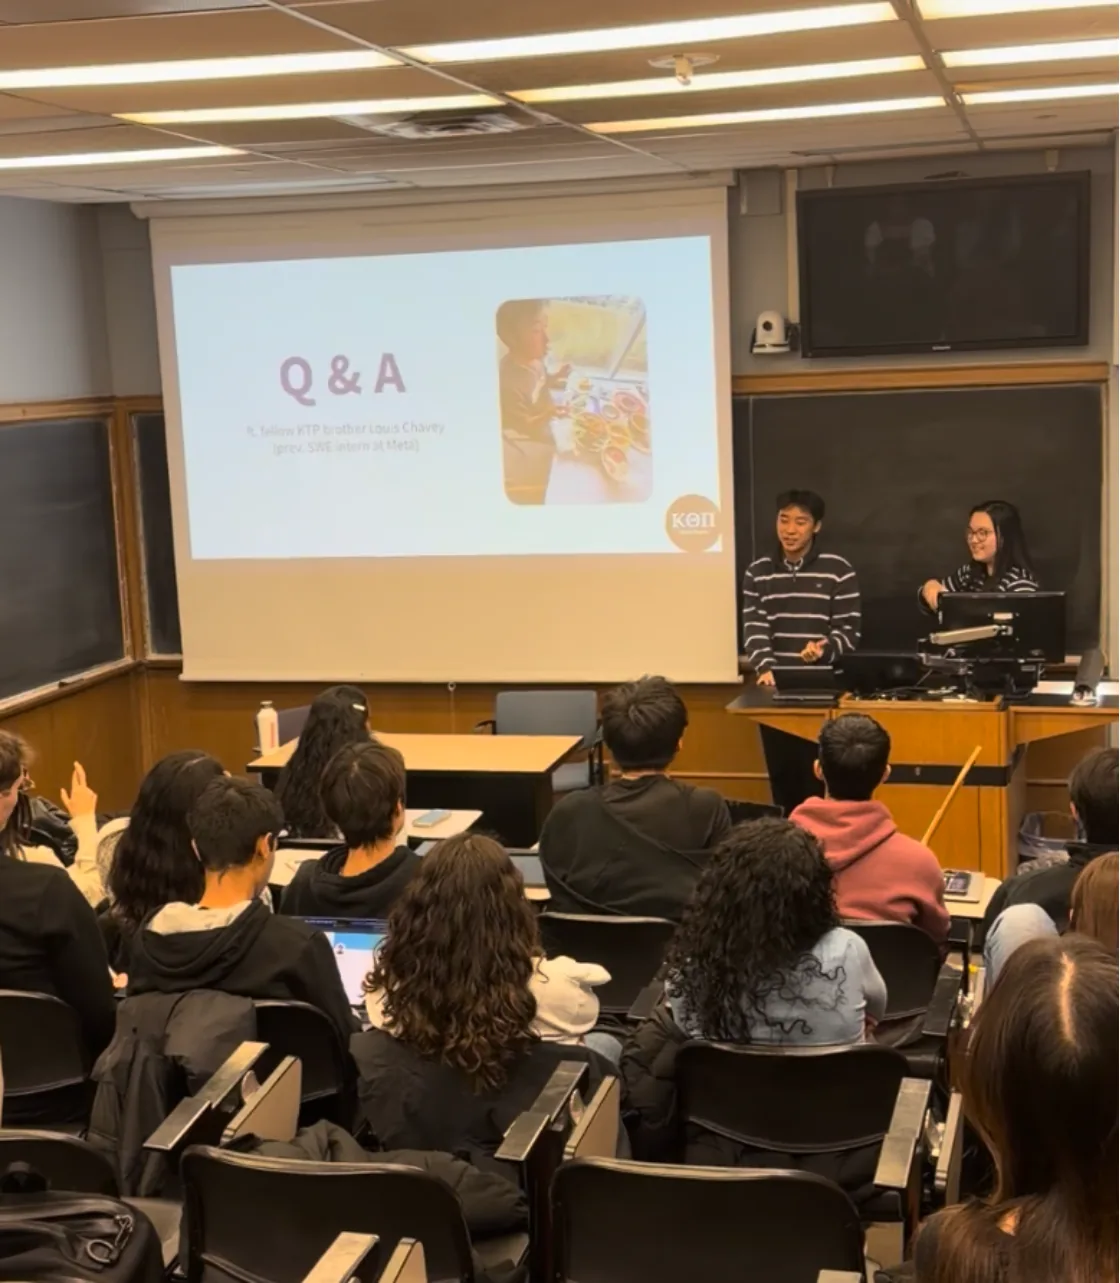 Q & A
ft. fellow KTP brother Louis Chavey
(prev. SWE intern at Meta)
ΚΘΠ